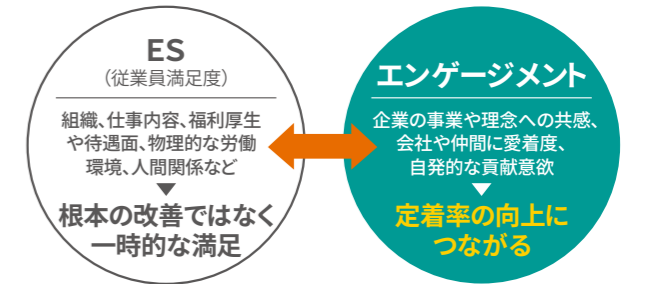 ES
（従業員満足度）
組織、仕事内容、福利厚生
や待遇面、物理的な労働
環境、人間関係など
根本の改善ではなく
一時的な満足
エンゲージメント
企業の事業や理念への共感、
会社や仲間に愛着度、
自発的な貢献意欲
定着率の向上に
つながる